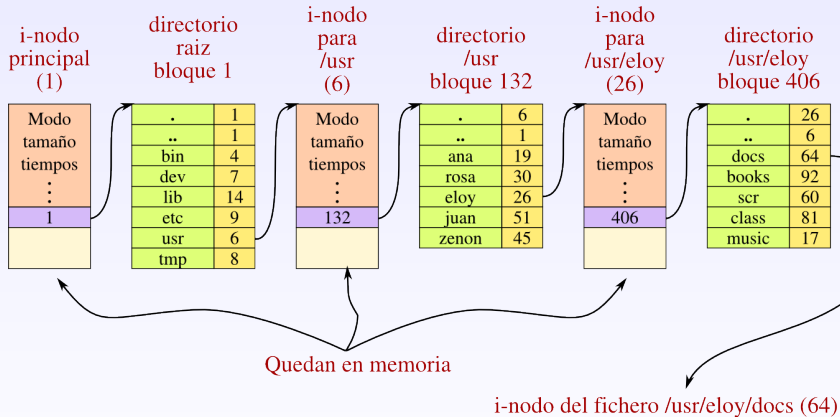 i-nodo
principal
(1)
directorio
raiz
bloque 1
i-nodo
para
/usr
(6)
directorio
/usr
bloque 132
i-nodo
para
/usr/eloy
(26)
directorio
/usr/eloy
bloque 406
Modo
tamaño
tiempos
1
. 1
.. 1
bin 4
dev 7
lib 14
etc 9
usr 6
tmp 8
Modo
tamaño
tiempos
132
. 6
.. 1
ana 19
rosa 30
eloy 26
juan 51
zenon 45
Modo
tamaño
tiempos
406
. 26
.. 6
docs 64
books 92
scr 60
class 81
music 17
Quedan en memoria
i-nodo del fichero /usr/eloy/docs (64)